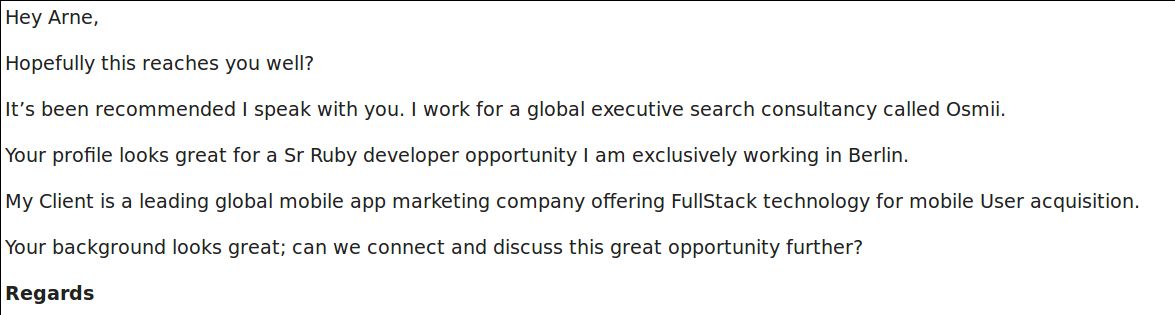 Hey Arne,
Hopefully this reaches you well?
It’s been recommended I speak with you. I work for a global executive search consultancy called Osmii.
Your profile looks great for a Sr Ruby developer opportunity I am exclusively working in Berlin.
My Client is a leading global mobile app marketing company offering FullStack technology for mobile User acquisition.
Your background looks great; can we connect and discuss this great opportunity further?
Regards